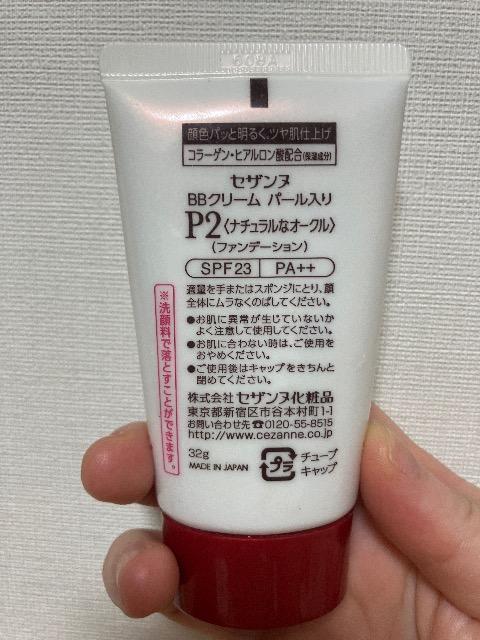 顔色パッと明るく、ツヤ肌仕上げ
コラーゲン・ヒアルロン酸配合(保湿成分)
セザンヌ
BBクリーム パール入り
P2〈ナチュラルなオークル〉
(ファンデーション)
SPF23 PA++
適量を手またはスポンジにとり、顔
全体にムラなくのばしてください。
●お肌に異常が生じていないか
よく注意して使用してください。
●お肌に合わない時は、ご使用を
おやめください。
●ご使用後はキャップをきちんと
閉めてください。
※洗顔料で落とすことができます。
株式会社 セザンヌ化粧品
東京都新宿区市谷本村町1-1
お問い合わせ先 ☎0120-55-8515
http://www.cezanne.co.jp
32g
MADE IN JAPAN
プラ
チューブ
キャップ